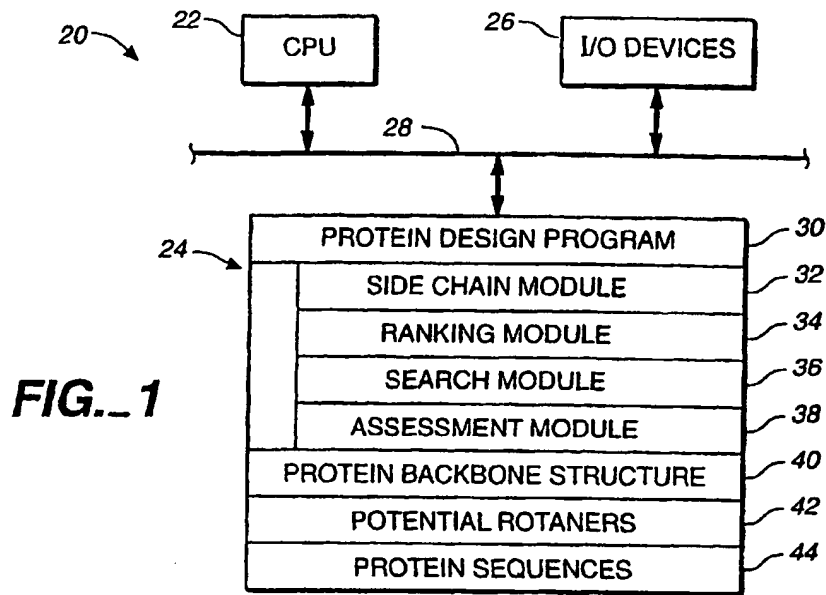 20
22
CPU
26
I/O DEVICES
28
24
PROTEIN DESIGN PROGRAM
30
SIDE CHAIN MODULE
32
RANKING MODULE
34
SEARCH MODULE
36
ASSESSMENT MODULE
38
PROTEIN BACKBONE STRUCTURE
40
POTENTIAL ROTANERS
42
PROTEIN SEQUENCES
44
FIG._1